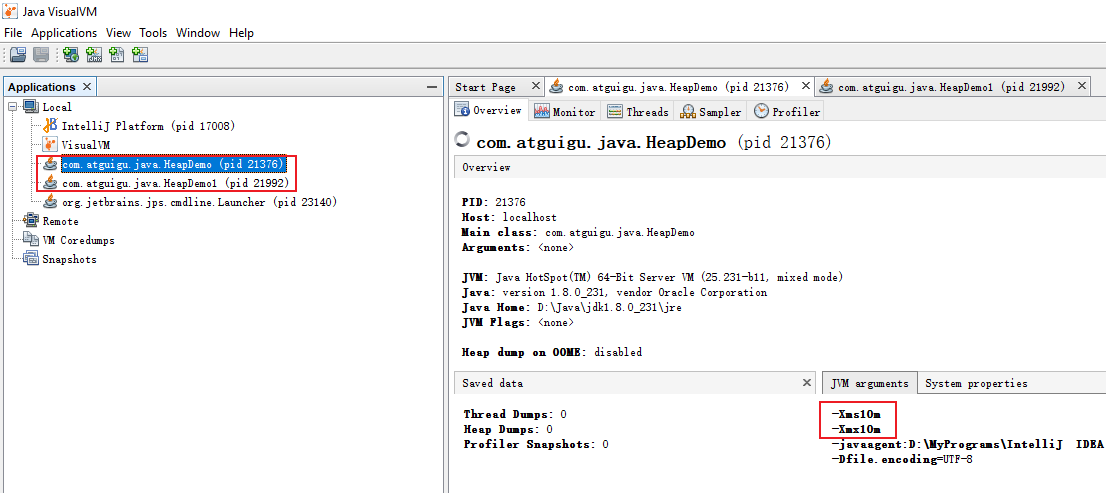 Java VisualVM
File Applications View Tools Window Help
Applications
Local
IntelliJ Platform (pid 17008)
VisualVM
com.atguigu.java.HeapDemo (pid 21376)
com.atguigu.java.HeapDemo1 (pid 21992)
org.jetbrains.jps.cmdline.Launcher (pid 23140)
Remote
VM Coredumps
Snapshots
Start Page com.atguigu.java.HeapDemo (pid 21376) com.atguigu.java.HeapDemo1 (pid 21992)
Overview Monitor Threads Sampler Profiler
com.atguigu.java.HeapDemo (pid 21376)
Overview
PID: 21376
Host: localhost
Main class: com.atguigu.java.HeapDemo
Arguments: <none>
JVM: Java HotSpot(TM) 64-Bit Server VM (25.231-b11, mixed mode)
Java: version 1.8.0_231, vendor Oracle Corporation
Java Home: D:\Java\jdk1.8.0_231\jre
JVM Flags: <none>
Heap dump on OOME: disabled
Saved data
Thread Dumps: 0
Heap Dumps: 0
Profiler Snapshots: 0
JVM arguments System properties
-Xms10m
-Xmx10m
-javaagent:D:\MyPrograms\IntelliJ IDEA
-Dfile.encoding=UTF-8